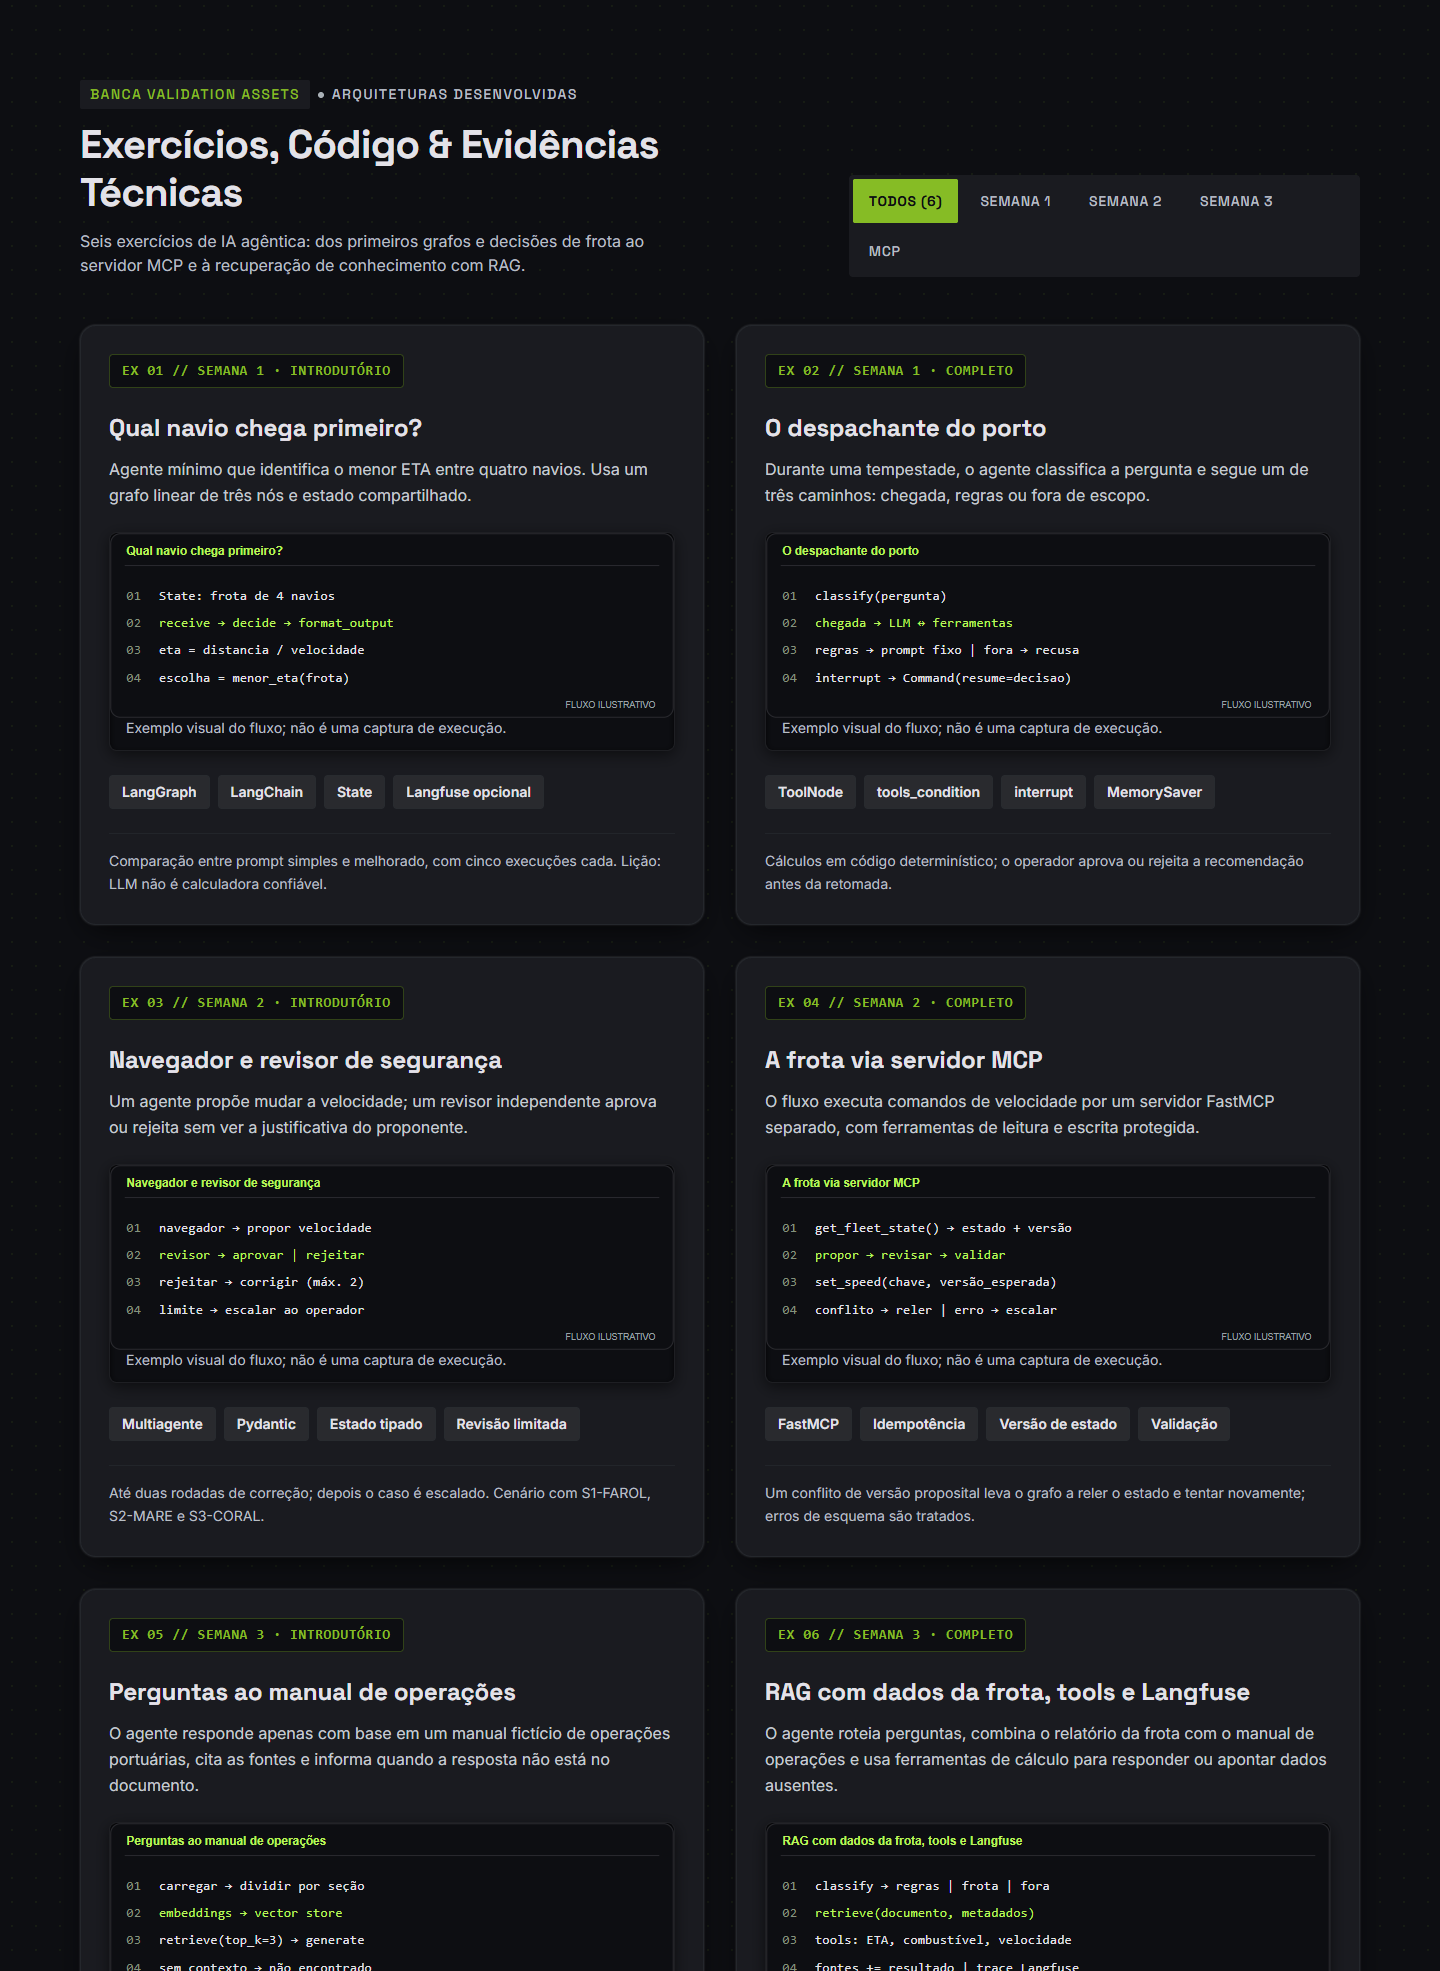 BANCA VALIDATION ASSETS • ARQUITETURAS DESENVOLVIDAS
Exercícios, Código & Evidências
Técnicas
Seis exercícios de IA agêntica: dos primeiros grafos e decisões de frota ao
servidor MCP e à recuperação de conhecimento com RAG.
TODOS (6) SEMANA 1 SEMANA 2 SEMANA 3
MCP
EX 01 // SEMANA 1 · INTRODUTÓRIO
Qual navio chega primeiro?
Agente mínimo que identifica o menor ETA entre quatro navios. Usa um
grafo linear de três nós e estado compartilhado.
Qual navio chega primeiro?
01 State: frota de 4 navios
02 receive → decide → format_output
03 eta = distancia / velocidade
04 escolha = menor_eta(frota)
FLUXO ILUSTRATIVO
Exemplo visual do fluxo; não é uma captura de execução.
LangGraph LangChain State Langfuse opcional
Comparação entre prompt simples e melhorado, com cinco execuções cada. Lição:
LLM não é calculadora confiável.
EX 02 // SEMANA 1 · COMPLETO
O despachante do porto
Durante uma tempestade, o agente classifica a pergunta e segue um de
três caminhos: chegada, regras ou fora de escopo.
O despachante do porto
01 classify(pergunta)
02 chegada → LLM ↔ ferramentas
03 regras → prompt fixo | fora → recusa
04 interrupt → Command(resume=decisao)
FLUXO ILUSTRATIVO
Exemplo visual do fluxo; não é uma captura de execução.
ToolNode tools_condition interrupt MemorySaver
Cálculos em código determinístico; o operador aprova ou rejeita a recomendação
antes da retomada.
EX 03 // SEMANA 2 · INTRODUTÓRIO
Navegador e revisor de segurança
Um agente propõe mudar a velocidade; um revisor independente aprova
ou rejeita sem ver a justificativa do proponente.
Navegador e revisor de segurança
01 navegador → propor velocidade
02 revisor → aprovar | rejeitar
03 rejeitar → corrigir (máx. 2)
04 limite → escalar ao operador
FLUXO ILUSTRATIVO
Exemplo visual do fluxo; não é uma captura de execução.
Multiagente Pydantic Estado tipado Revisão limitada
Até duas rodadas de correção; depois o caso é escalado. Cenário com S1-FAROL,
S2-MARE e S3-CORAL.
EX 04 // SEMANA 2 · COMPLETO
A frota via servidor MCP
O fluxo executa comandos de velocidade por um servidor FastMCP
separado, com ferramentas de leitura e escrita protegida.
A frota via servidor MCP
01 get_fleet_state() → estado + versão
02 propor → revisar → validar
03 set_speed(chave, versão_esperada)
04 conflito → reler | erro → escalar
FLUXO ILUSTRATIVO
Exemplo visual do fluxo; não é uma captura de execução.
FastMCP Idempotência Versão de estado Validação
Um conflito de versão proposital leva o grafo a reler o estado e tentar novamente;
erros de esquema são tratados.
EX 05 // SEMANA 3 · INTRODUTÓRIO
Perguntas ao manual de operações
O agente responde apenas com base em um manual fictício de operações
portuárias, cita as fontes e informa quando a resposta não está no
documento.
Perguntas ao manual de operações
01 carregar → dividir por seção
02 embeddings → vector store
03 retrieve(top_k=3) → generate
04 sem contexto → não encontrado
EX 06 // SEMANA 3 · COMPLETO
RAG com dados da frota, tools e Langfuse
O agente roteia perguntas, combina o relatório da frota com o manual de
operações e usa ferramentas de cálculo para responder ou apontar dados
ausentes.
RAG com dados da frota, tools e Langfuse
01 classify → regras | frota | fora
02 retrieve(documento, metadados)
03 tools: ETA, combustível, velocidade
04 fontes += resultado | trace Langfuse